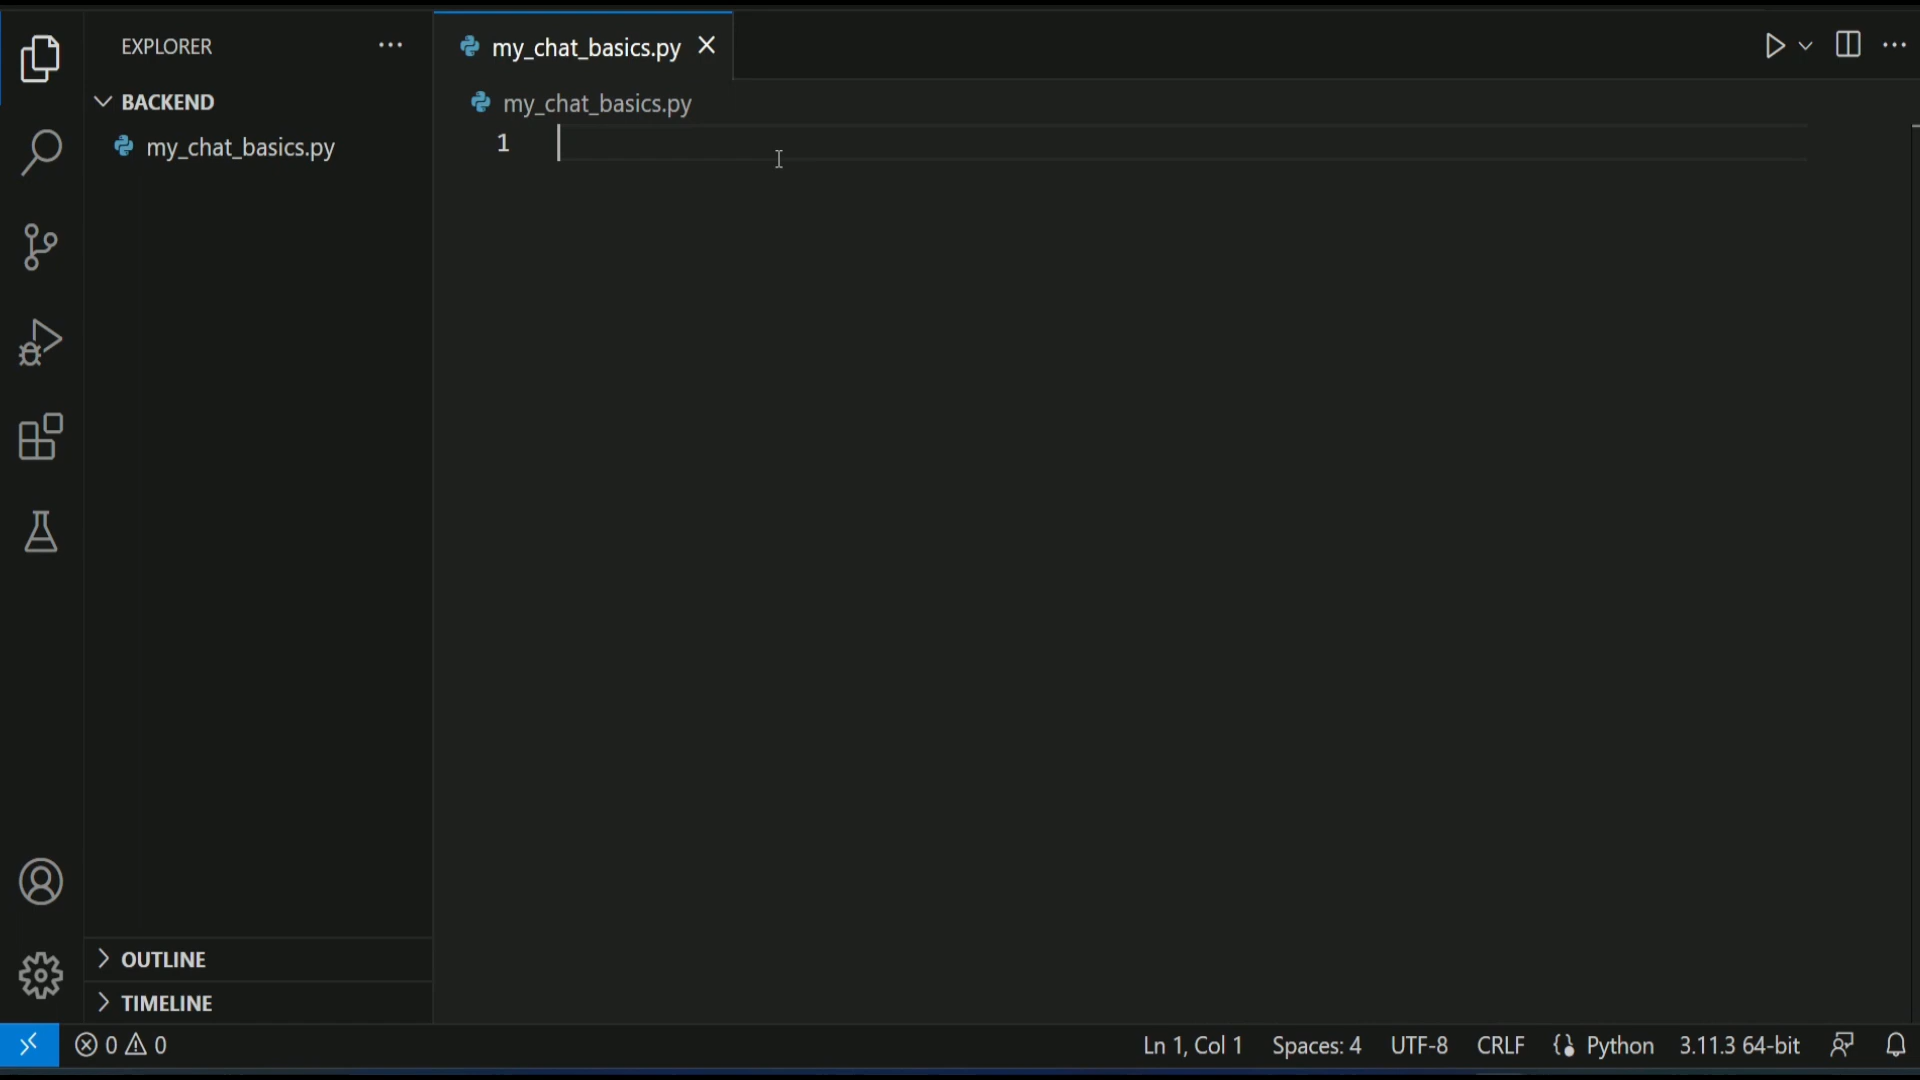 EXPLORER
BACKEND
my_chat_basics.py
OUTLINE
TIMELINE
my_chat_basics.py
my_chat_basics.py
1
0 0
Ln 1, Col 1 Spaces: 4 UTF-8 CRLF Python 3.11.3 64-bit